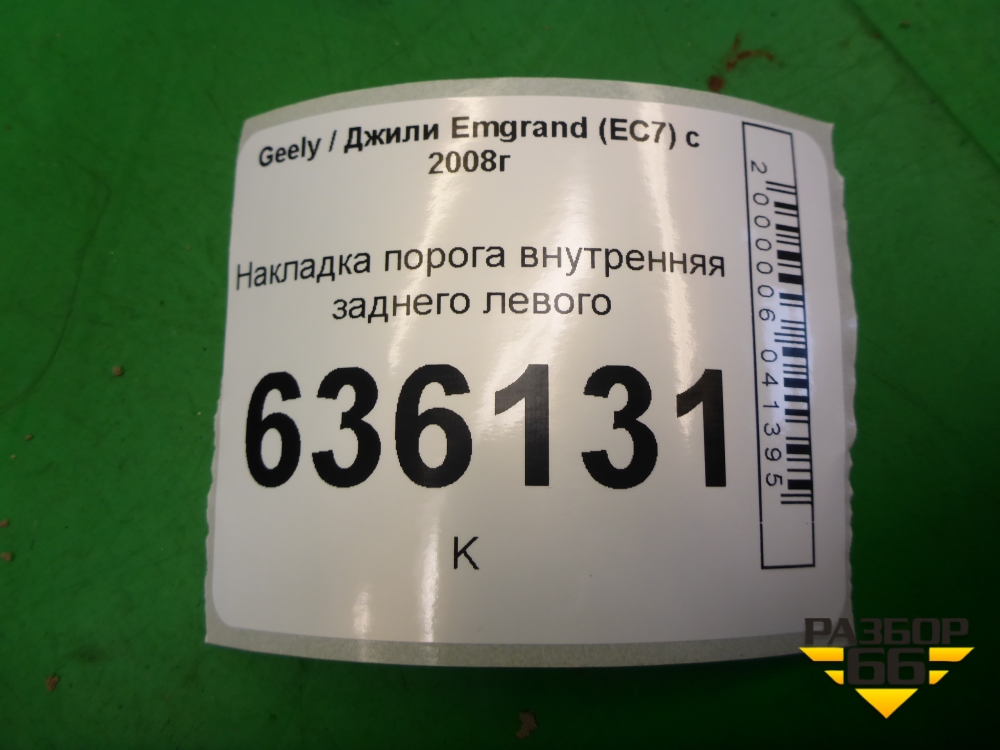 Geely / Джили Emgrand (EC7) с
2008г
Накладка порога внутренняя
заднего левого
636131
К
2000006041395
РАЗБОР
66